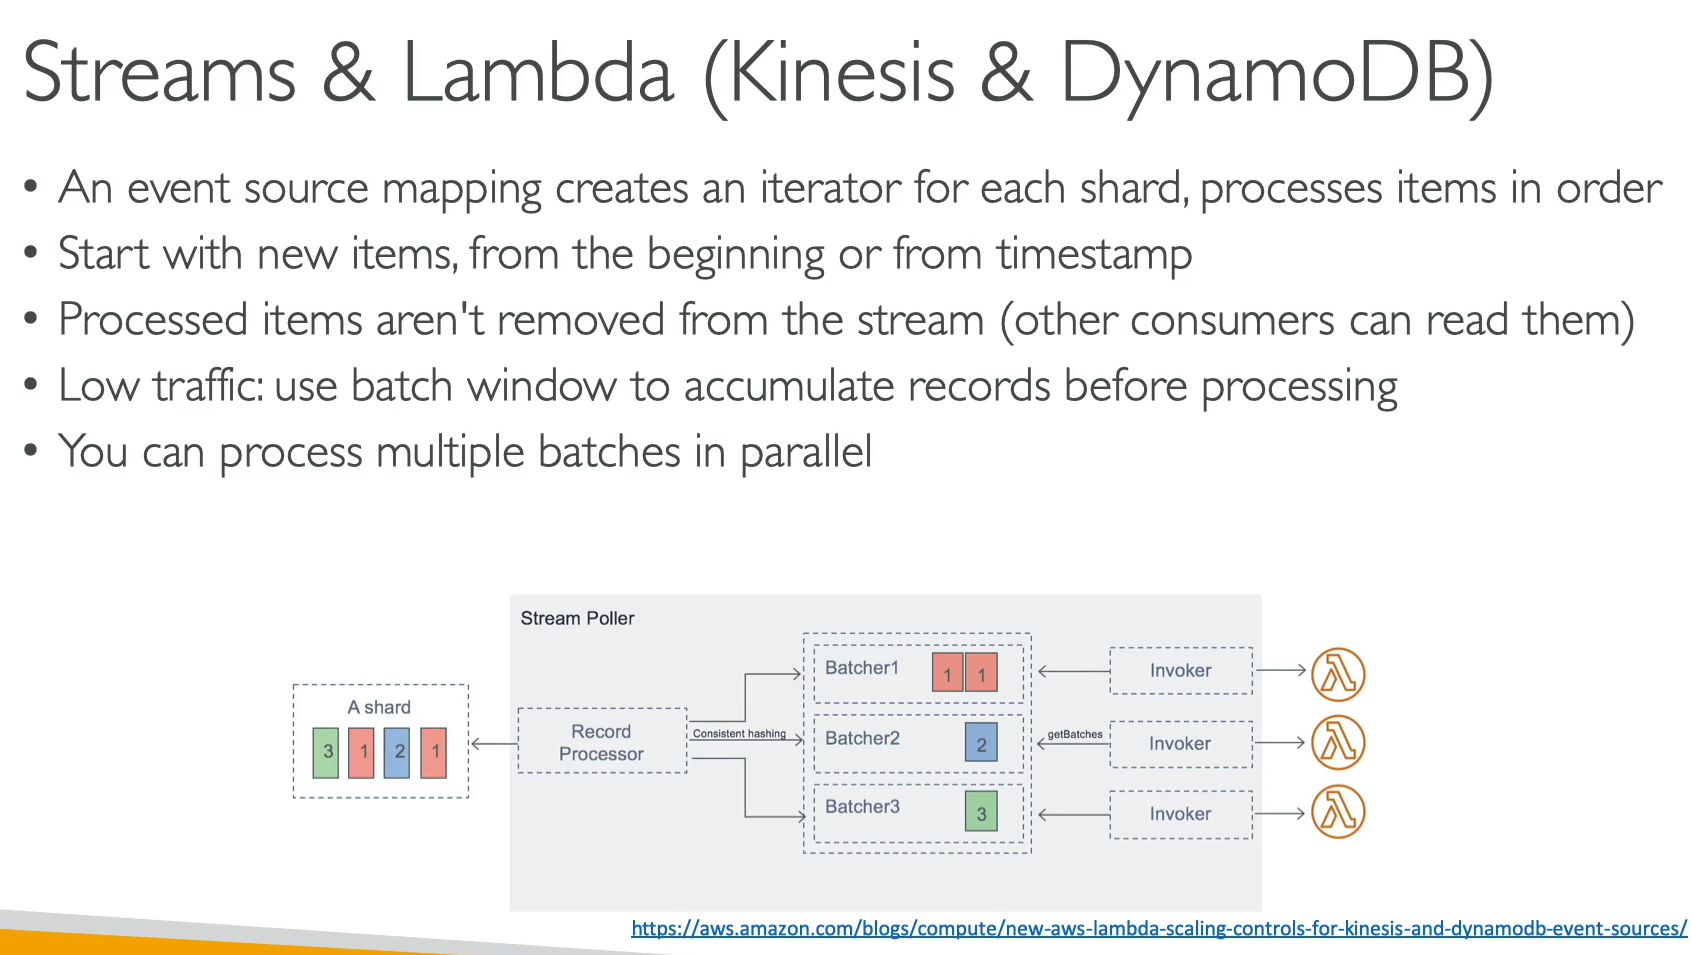 Streams & Lambda (Kinesis & DynamoDB)
• An event source mapping creates an iterator for each shard, processes items in order
• Start with new items, from the beginning or from timestamp
• Processed items aren't removed from the stream (other consumers can read them)
• Low traffic: use batch window to accumulate records before processing
• You can process multiple batches in parallel
Stream Poller
A shard
3 1 2 1
Record
Processor
Consistent hashing
Batcher1
1 1
Batcher2
2
Batcher3
3
getBatches
Invoker
Invoker
Invoker
https://aws.amazon.com/blogs/compute/new-aws-lambda-scaling-controls-for-kinesis-and-dynamodb-event-sources/